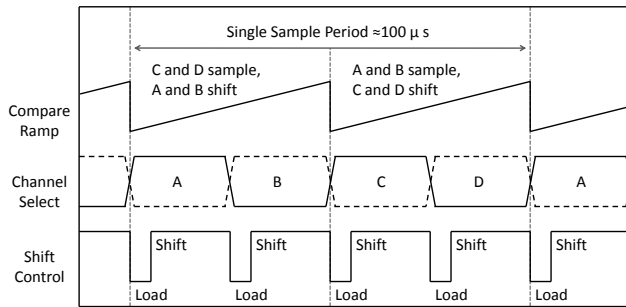 Single Sample Period ≈100 μ s
C and D sample,
A and B shift
A and B sample,
C and D shift
Compare
Ramp
Channel
Select
A
B
C
D
A
Shift
Control
Shift
Shift
Shift
Shift
Shift
Load
Load
Load
Load
Load